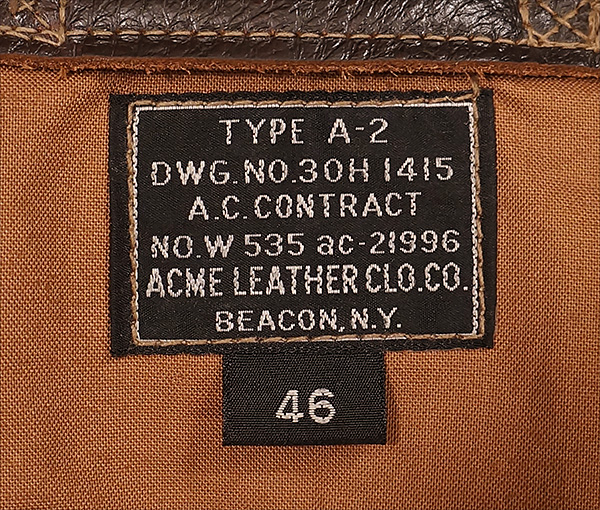 TYPE A-2
DWG.NO.30H 1415
A.C. CONTRACT
NO.W 535 ac-21996
ACME LEATHER CLO.CO.
BEACON, N.Y.
46